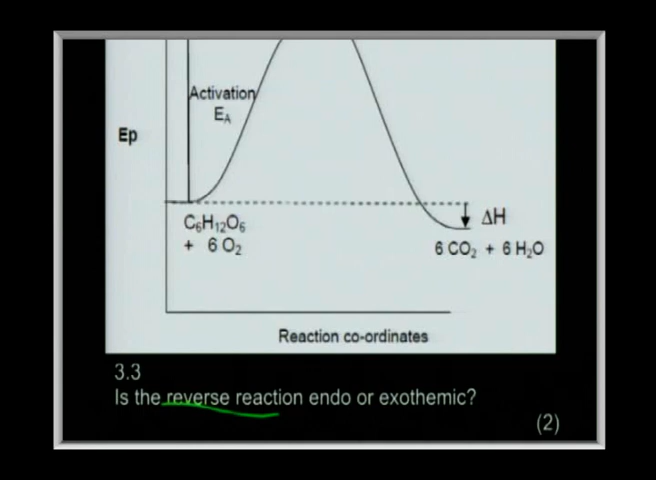 Activation
E_A
Ep
ΔH
C₆H₁₂O₆
+ 6 O₂
6 CO₂ + 6 H₂O
Reaction co-ordinates
3.3
Is the reverse reaction endo or exothemic?
(2)